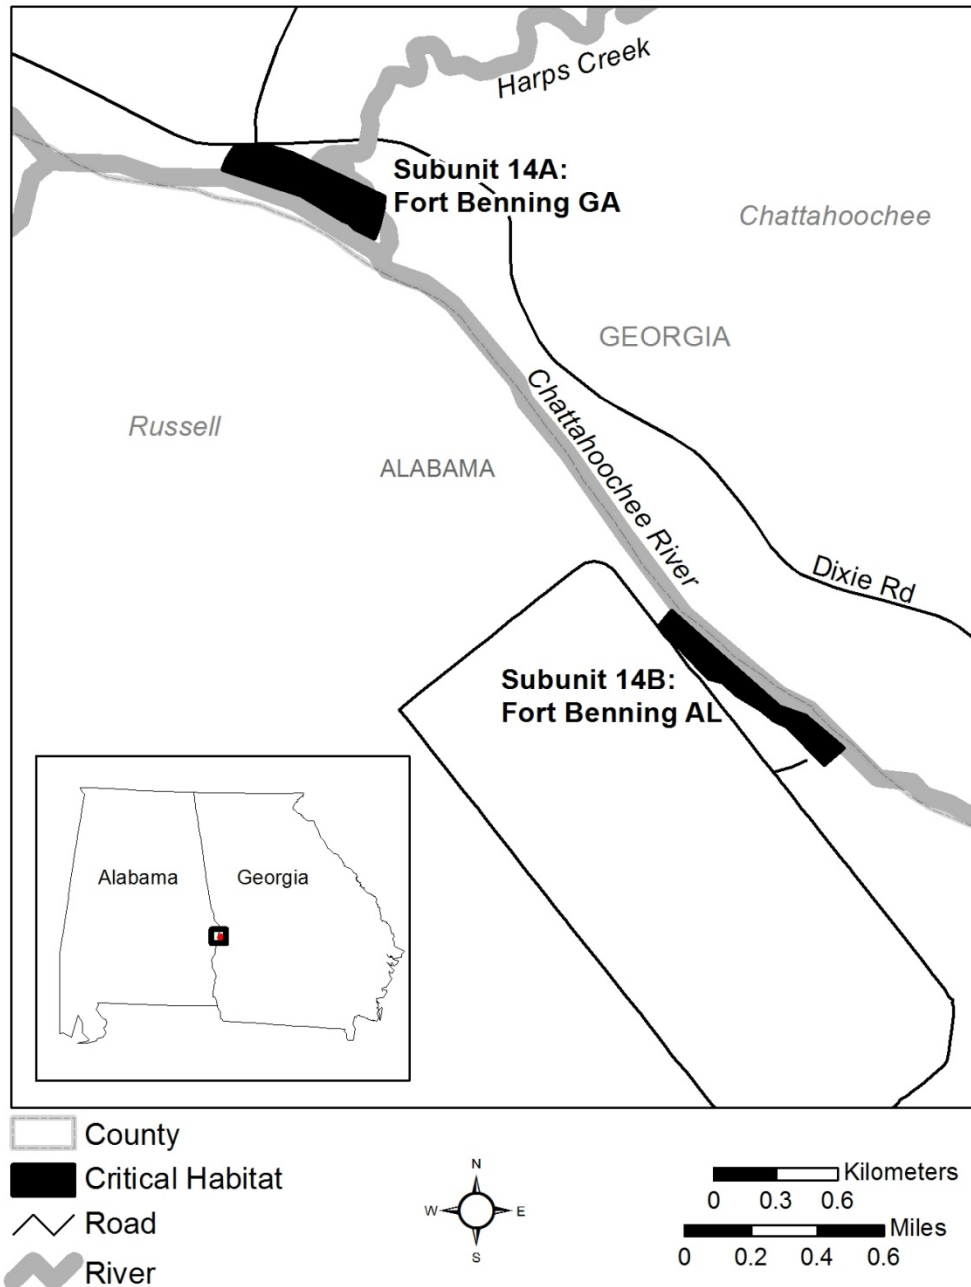 Harps Creek
Subunit 14A:
Fort Benning GA
Chattahoochee
GEORGIA
Chattahoochee River
Russell
ALABAMA
Dixie Rd
Subunit 14B:
Fort Benning AL
Alabama
Georgia
County
Critical Habitat
Road
River
N
W
E
S
Kilometers
0 0.3 0.6
Miles
0 0.2 0.4 0.6